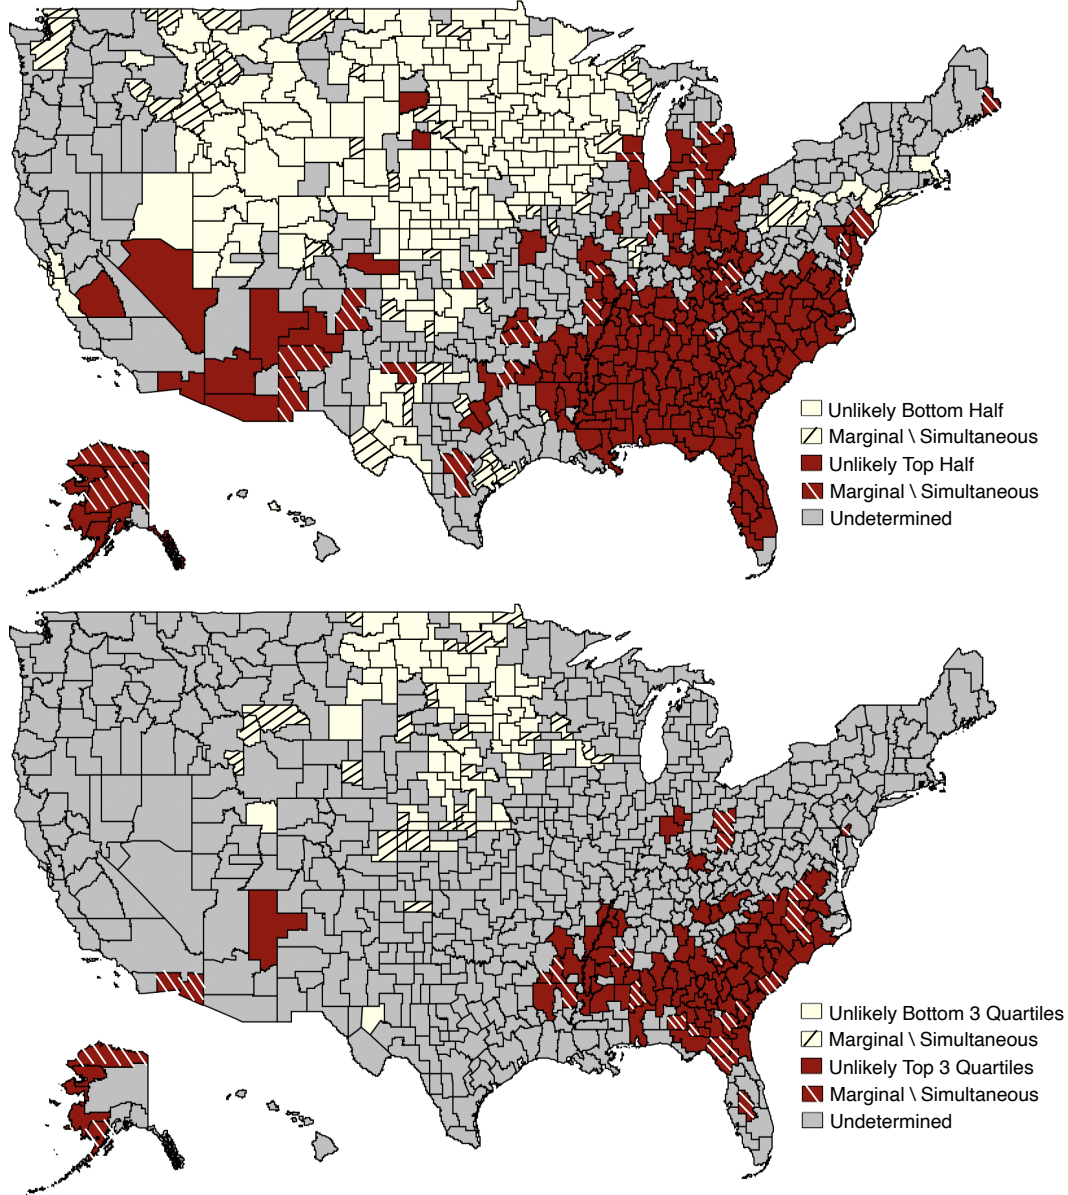 Unlikely Bottom Half
Marginal \ Simultaneous
Unlikely Top Half
Marginal \ Simultaneous
Undetermined
Unlikely Bottom 3 Quartiles
Marginal \ Simultaneous
Unlikely Top 3 Quartiles
Marginal \ Simultaneous
Undetermined